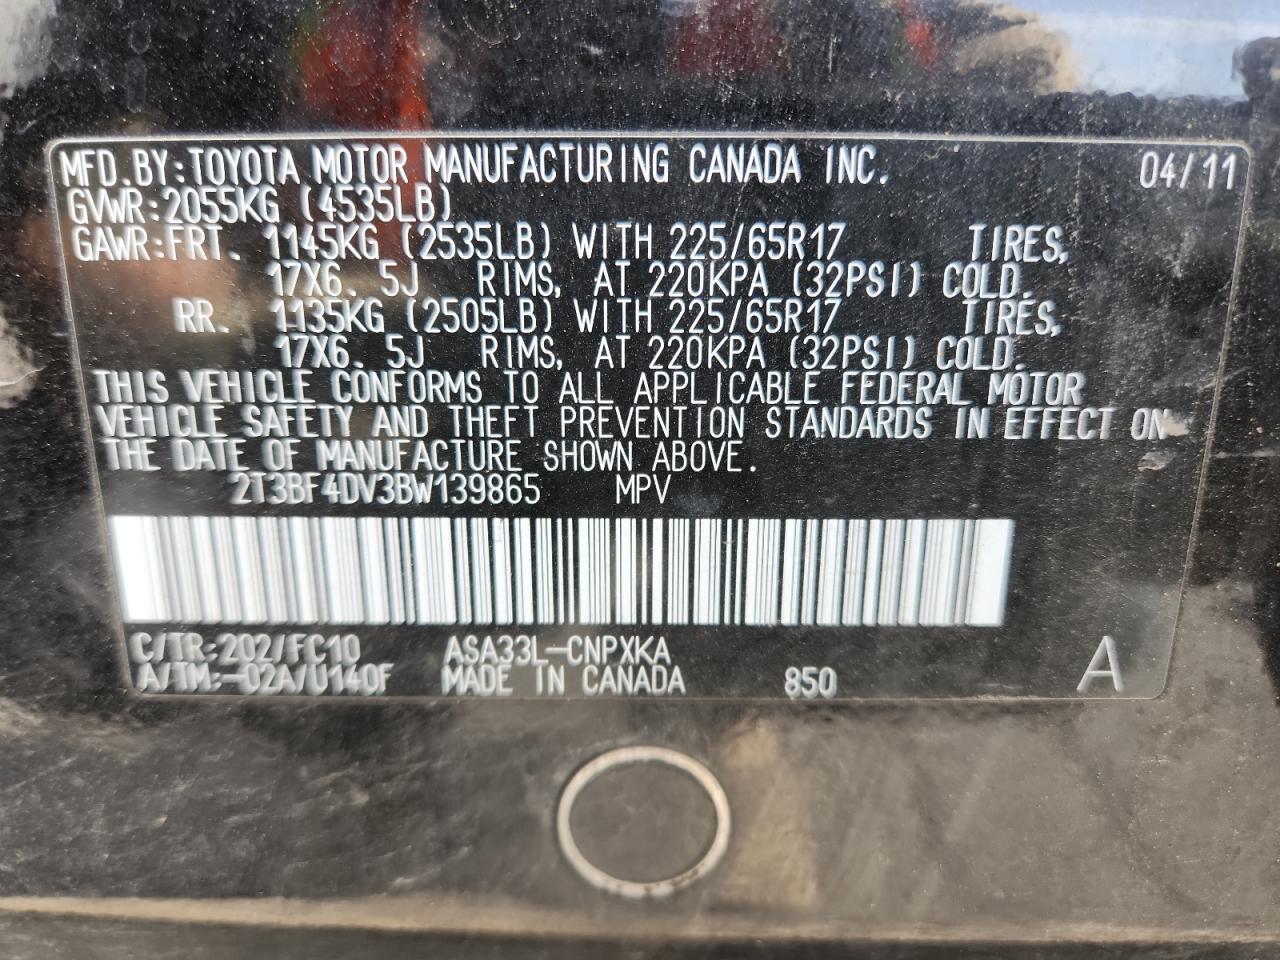 MFD.BY:TOYOTA MOTOR MANUFACTURING CANADA INC. 04/11
GVWR:2055KG (4535LB)
GAWR:FRT. 1145KG (2535LB) WITH 225/65R17 TIRES,
17X6.5J RIMS, AT 220KPA (32PSI) COLD.
RR. 1135KG (2505LB) WITH 225/65R17 TIRES,
17X6.5J RIMS, AT 220KPA (32PSI) COLD.
THIS VEHICLE CONFORMS TO ALL APPLICABLE FEDERAL MOTOR
VEHICLE SAFETY AND THEFT PREVENTION STANDARDS IN EFFECT ON
THE DATE OF MANUFACTURE SHOWN ABOVE.
2T3BF4DV3BW139865 MPV
C/TR:202/FC10 ASA33L-CNPXKA
A/TM:-02A/U140F MADE IN CANADA 850 A